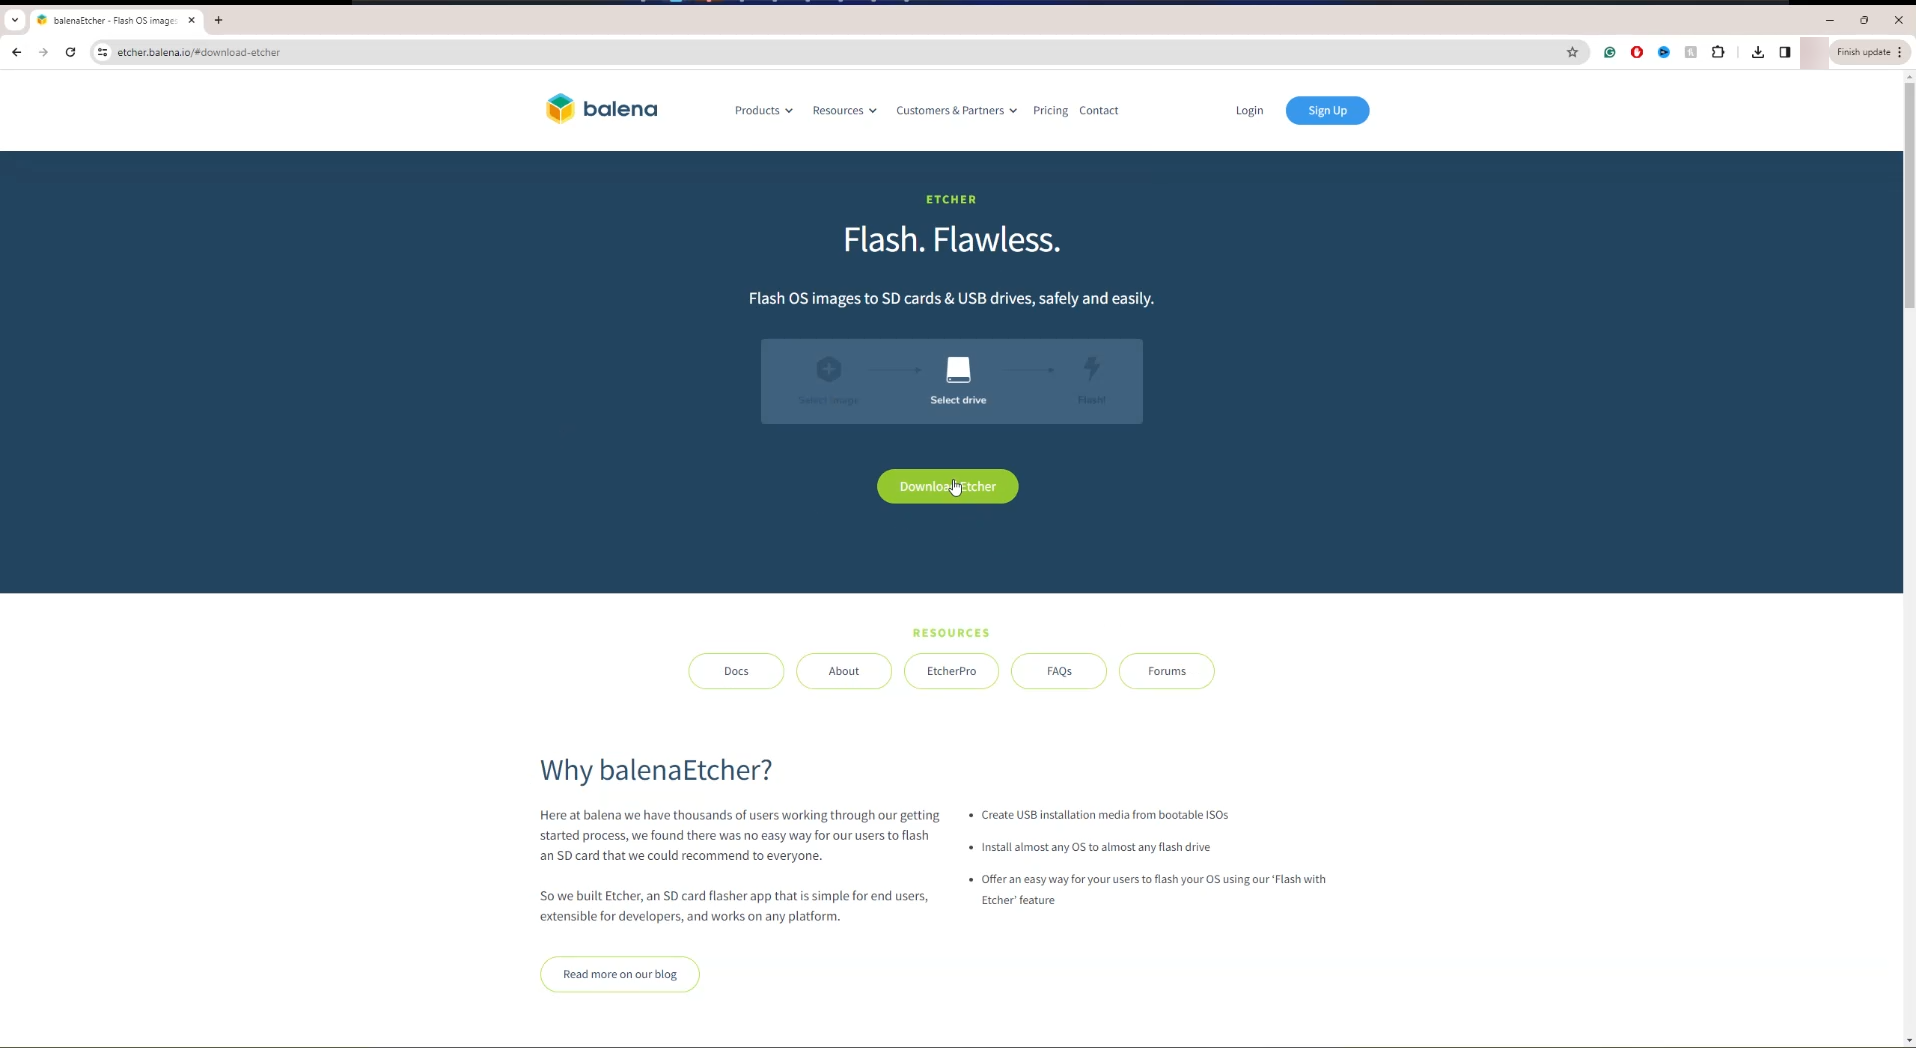 balenaEtcher - Flash OS image
etcher.balena.io/#download-etcher
Finish update
balena
Products
Resources
Customers & Partners
Pricing
Contact
Login
Sign Up
ETCHER
Flash. Flawless.
Flash OS images to SD cards & USB drives, safely and easily.
Select image
Select drive
Flash!
Download Etcher
RESOURCES
Docs
About
EtcherPro
FAQs
Forums
Why balenaEtcher?
Here at balena we have thousands of users working through our getting
started process, we found there was no easy way for our users to flash
an SD card that we could recommend to everyone.
So we built Etcher, an SD card flasher app that is simple for end users,
extensible for developers, and works on any platform.
Read more on our blog
• Create USB installation media from bootable ISOs
• Install almost any OS to almost any flash drive
• Offer an easy way for your users to flash your OS using our ‘Flash with
Etcher’ feature